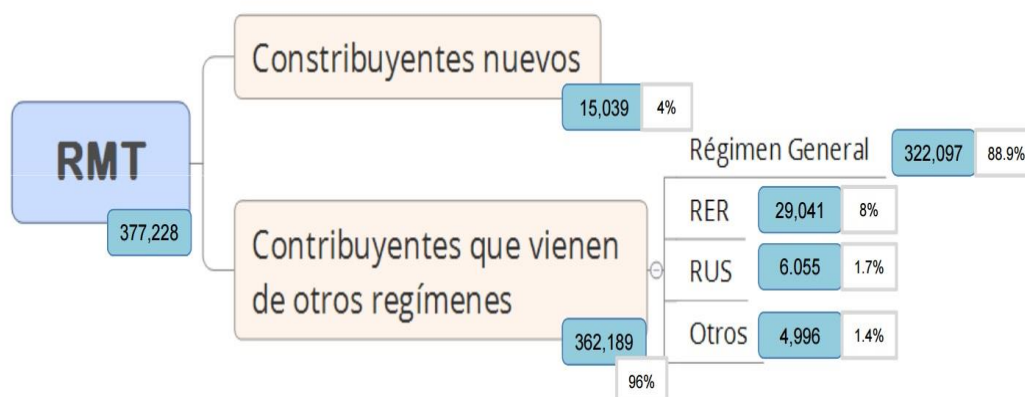 RMT
377,228
Constribuyentes nuevos
15,039 4%
Contribuyentes que vienen
de otros regímenes
362,189
96%
Régimen General 322,097 88.9%
RER 29,041 8%
RUS 6.055 1.7%
Otros 4,996 1.4%